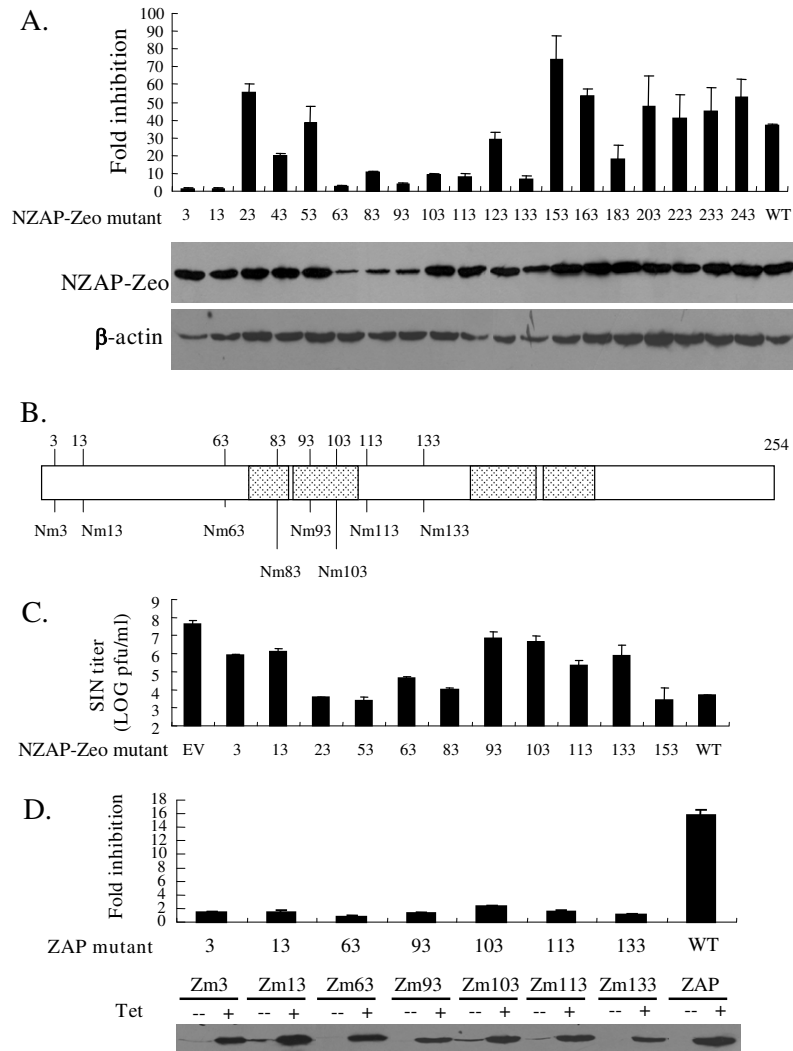 A.
Fold inhibition
100
90
80
70
60
50
40
30
20
10
0
NZAP-Zeo mutant 3 13 23 43 53 63 83 93 103 113 123 133 153 163 183 203 223 233 243 WT
NZAP-Zeo
β-actin
B.
3 13 63 83 93 103 113 133 254
Nm3 Nm13 Nm63 Nm93 Nm113 Nm133
Nm83 Nm103
C.
SIN titer
(LOG pfu/ml)
9
8
7
6
5
4
3
2
NZAP-Zeo mutant EV 3 13 23 53 63 83 93 103 113 133 153 WT
D.
Fold inhibition
18
16
14
12
10
8
6
4
2
0
ZAP mutant 3 13 63 93 103 113 133 WT
Zm3 Zm13 Zm63 Zm93 Zm103 Zm113 Zm133 ZAP
Tet -- + -- + -- + -- + -- + -- + -- + -- +